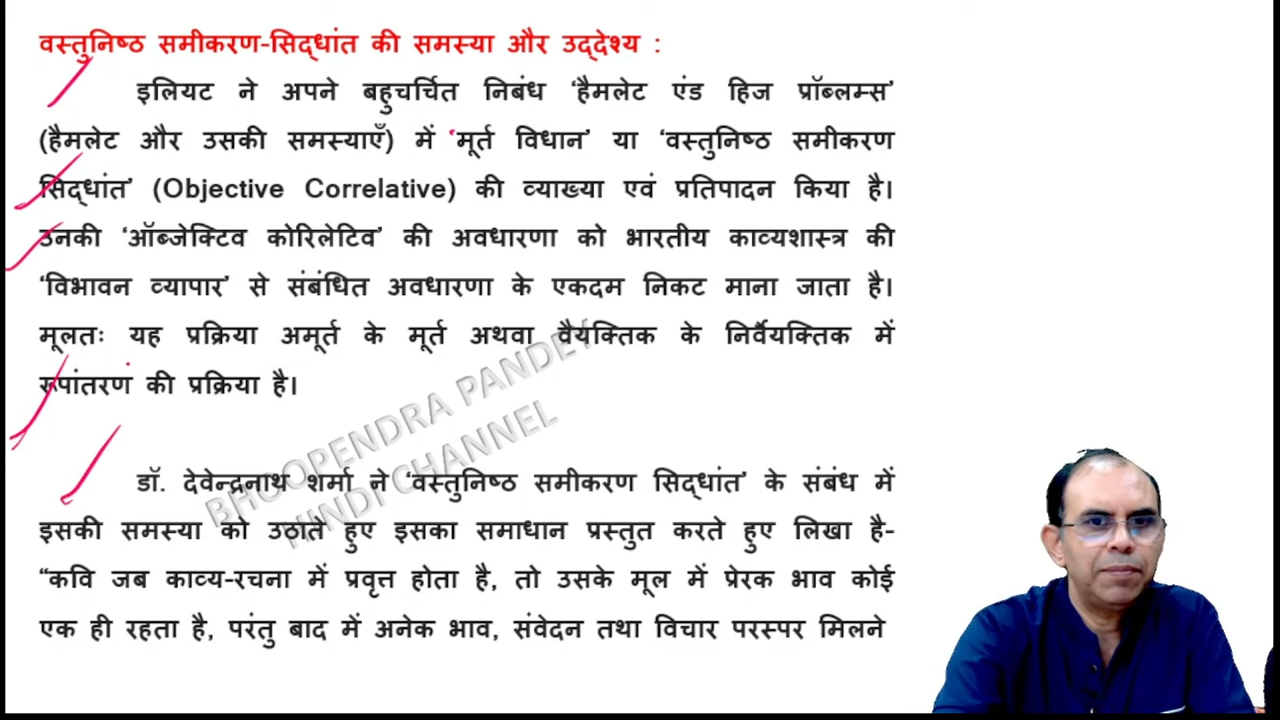 वस्तुनिष्ठ समीकरण-सिद्धांत की समस्या और उद्देश्य :
इलियट ने अपने बहुचर्चित निबंध ‘हैमलेट एंड हिज प्रॉब्लम्स’
(हैमलेट और उसकी समस्याएँ) में ‘मूर्त विधान’ या ‘वस्तुनिष्ठ समीकरण
सिद्धांत’ (Objective Correlative) की व्याख्या एवं प्रतिपादन किया है।
उनकी ‘ऑब्जेक्टिव कोरिलेटिव’ की अवधारणा को भारतीय काव्यशास्त्र की
‘विभावन व्यापार’ से संबंधित अवधारणा के एकदम निकट माना जाता है।
मूलतः यह प्रक्रिया अमूर्त के मूर्त अथवा वैयक्तिक के निर्वैयक्तिक में
रूपांतरण की प्रक्रिया है।
डॉ. देवेन्द्रनाथ शर्मा ने ‘वस्तुनिष्ठ समीकरण सिद्धांत’ के संबंध में
इसकी समस्या को उठाते हुए इसका समाधान प्रस्तुत करते हुए लिखा है-
“कवि जब काव्य-रचना में प्रवृत्त होता है, तो उसके मूल में प्रेरक भाव कोई
एक ही रहता है, परंतु बाद में अनेक भाव, संवेदन तथा विचार परस्पर मिलने
BHOOPENDRA PANDEY
HINDI CHANNEL